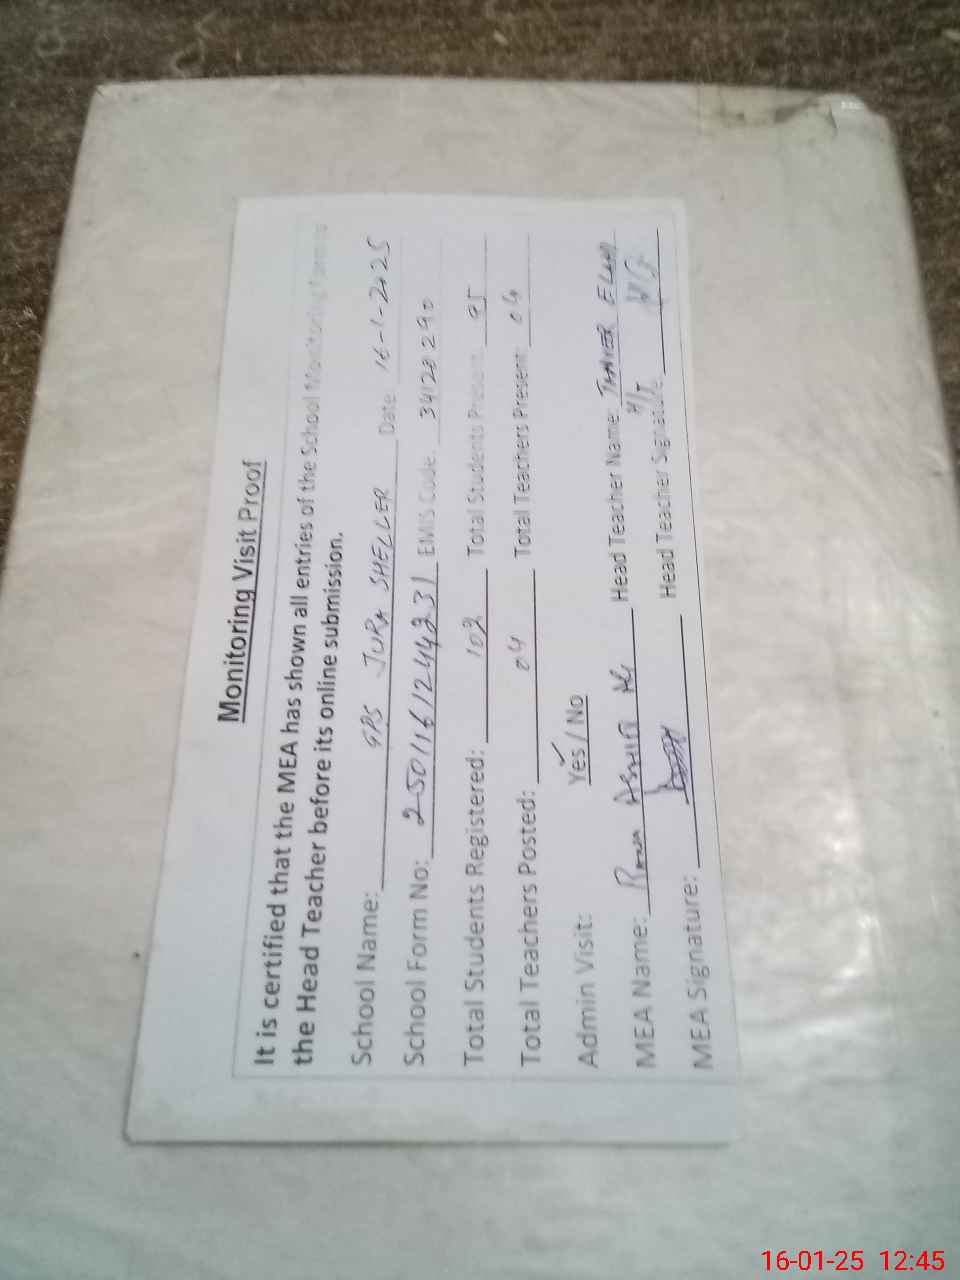 Monitoring Visit Proof
It is certified that the MEA has shown all entries of the School Monitoring Form to
the Head Teacher before its online submission.
School Name: GPS JURA SHELLER Date 16-1-2025
School Form No: 2501161244231 EMIS Code: 34120290
Total Students Registered: 102 Total Students Present: 95
Total Teachers Posted: 04 Total Teachers Present: 04
Admin Visit: Yes / No
MEA Name: Head Teacher Name:
MEA Signature: Head Teacher Signature
16-01-25 12:45